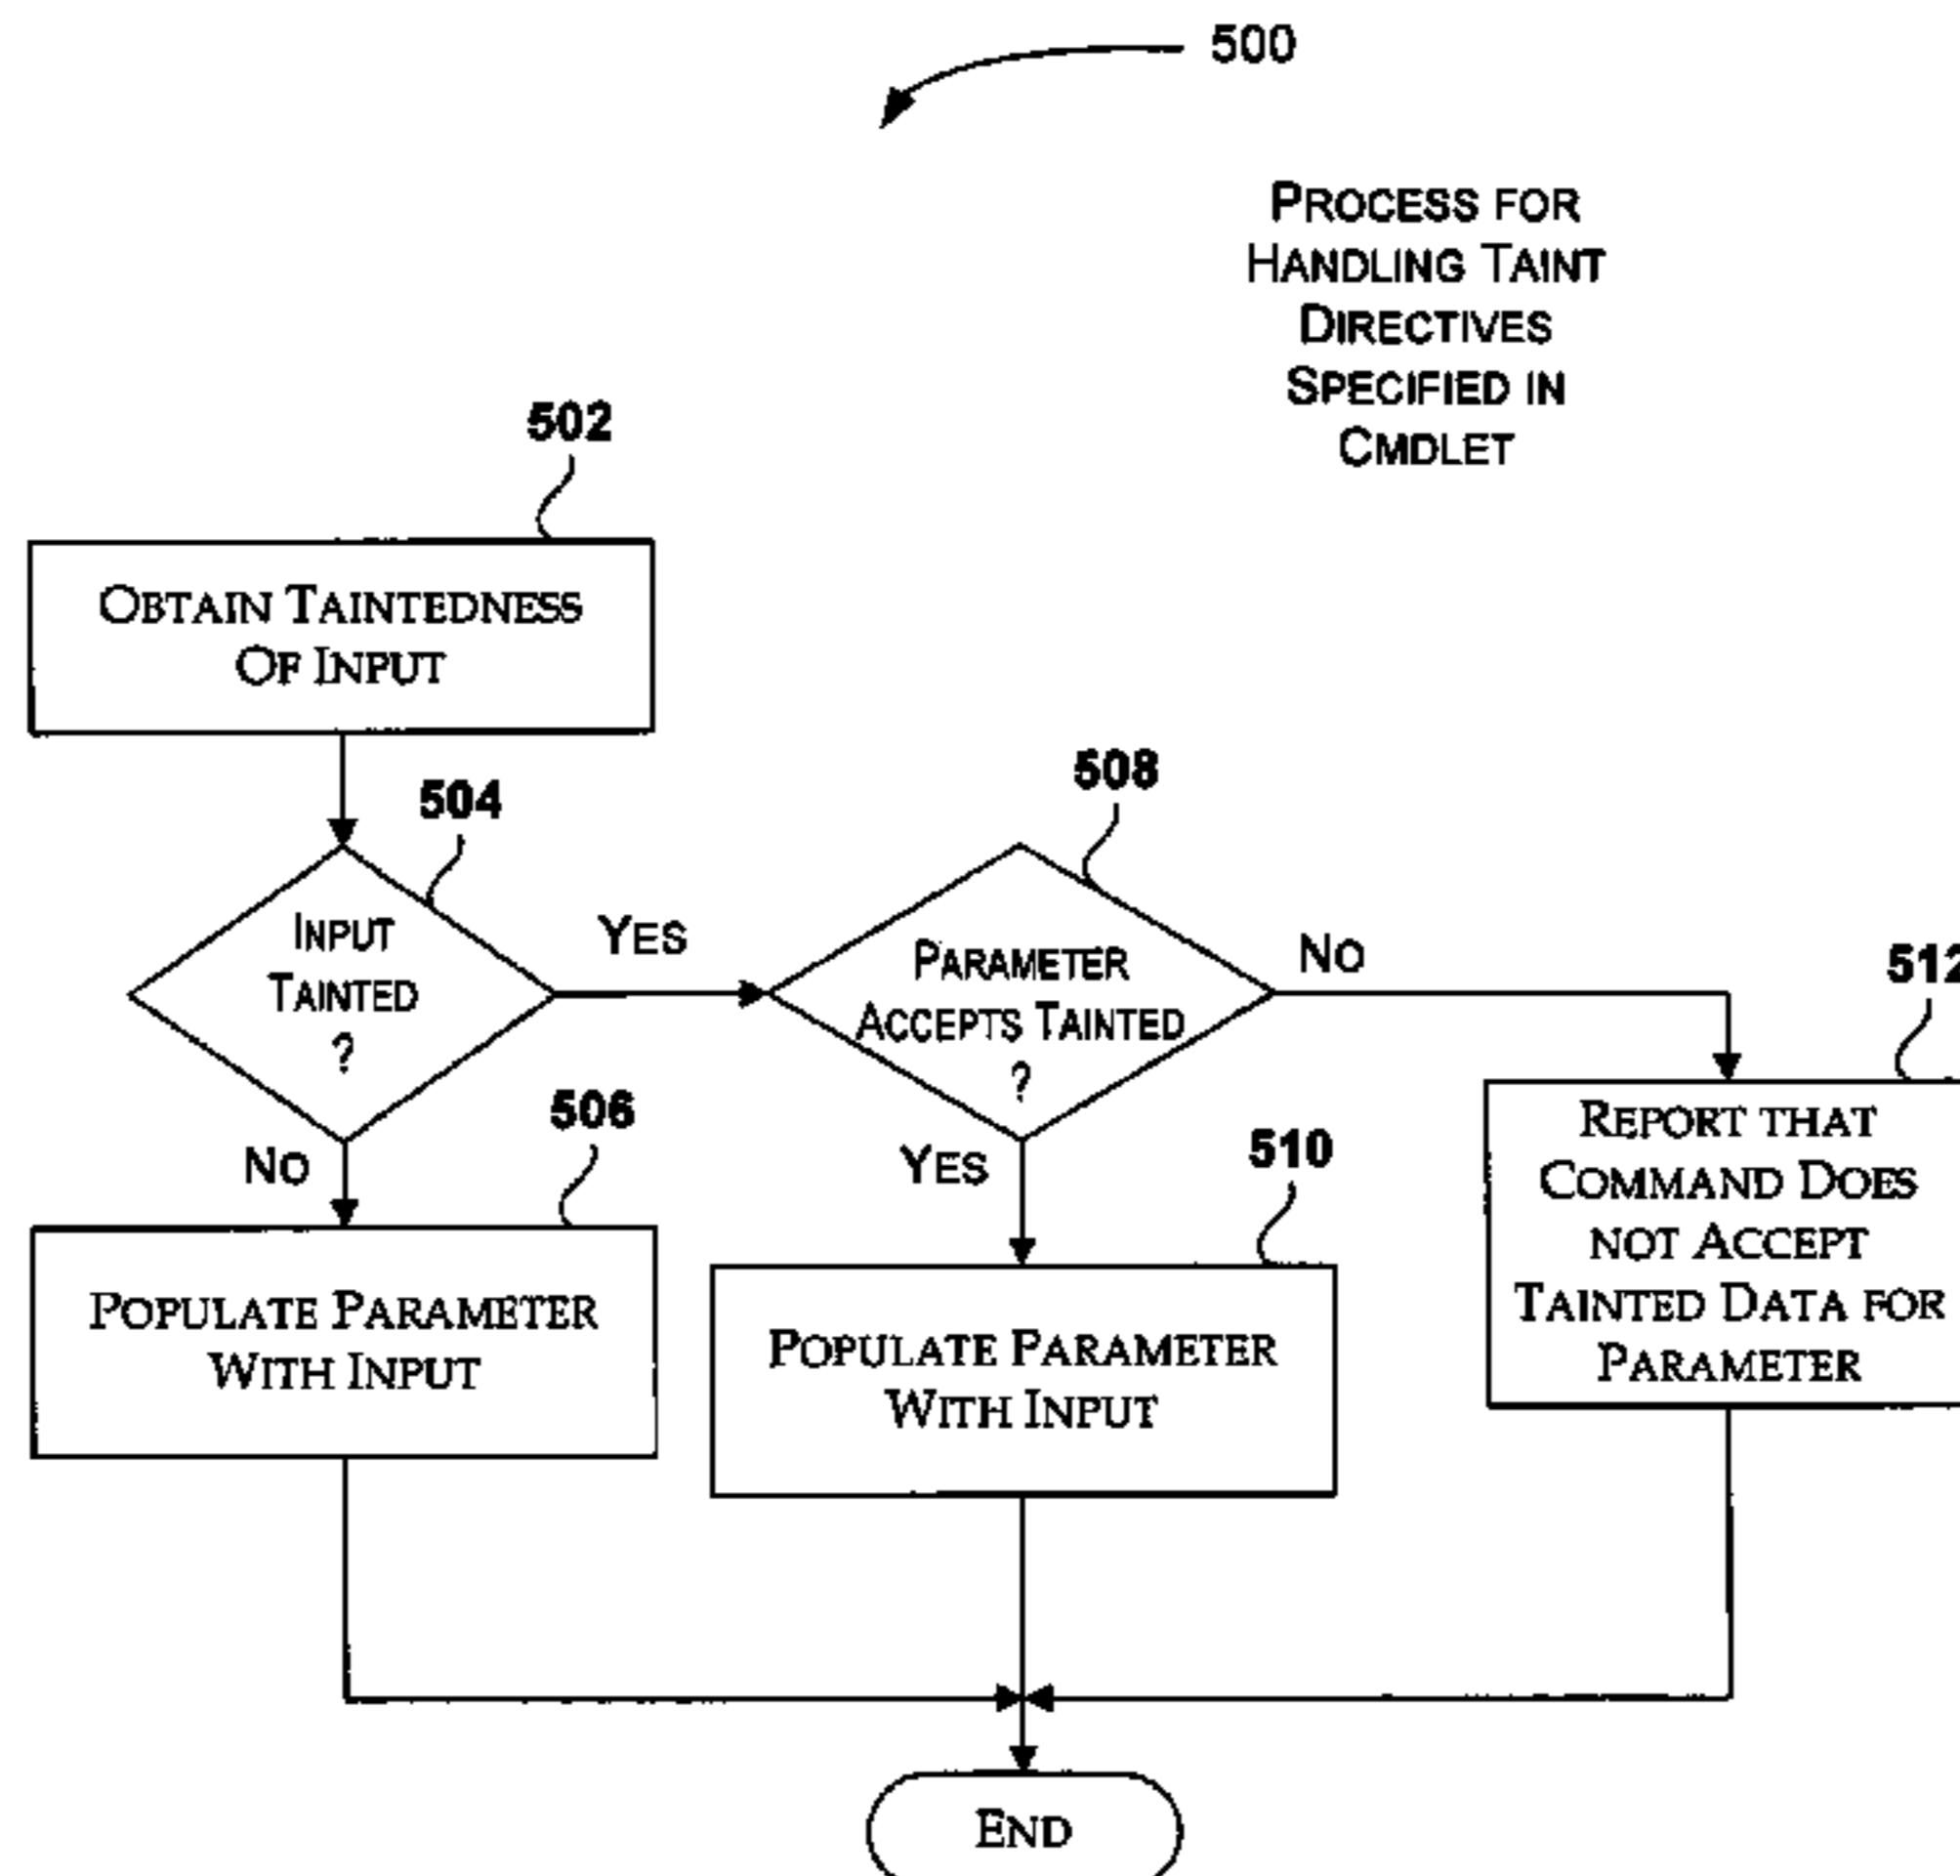 500
PROCESS FOR
HANDLING TAINT
DIRECTIVES
SPECIFIED IN
CMDLET
502
OBTAIN TAINTEDNESS
OF INPUT
504
INPUT
TAINTED
?
YES
NO
508
PARAMETER
ACCEPTS TAINTED
?
NO
YES
506
POPULATE PARAMETER
WITH INPUT
510
POPULATE PARAMETER
WITH INPUT
512
REPORT THAT
COMMAND DOES
NOT ACCEPT
TAINTED DATA FOR
PARAMETER
END